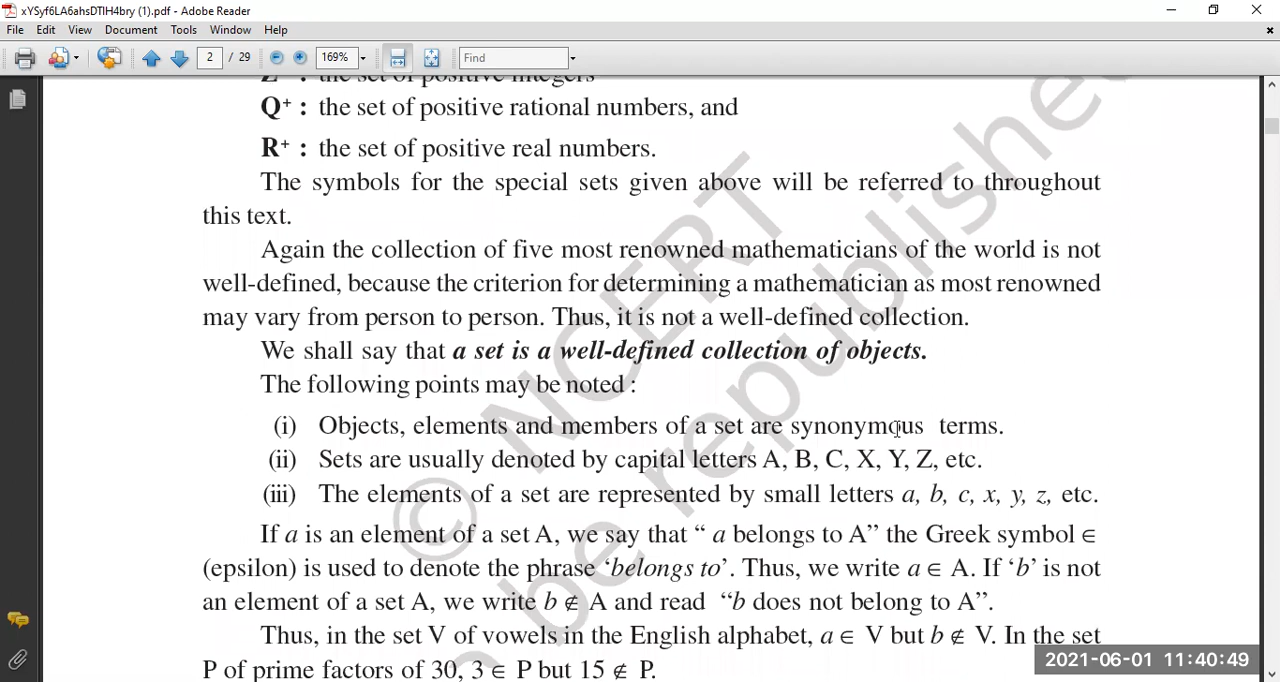 xYSyf6LA6ahsDTIH4bry (1).pdf - Adobe Reader
File Edit View Document Tools Window Help
2 / 29 169% Find
Z⁺ : the set of positive integers
Q⁺ : the set of positive rational numbers, and
R⁺ : the set of positive real numbers.
The symbols for the special sets given above will be referred to throughout
this text.
Again the collection of five most renowned mathematicians of the world is not
well-defined, because the criterion for determining a mathematician as most renowned
may vary from person to person. Thus, it is not a well-defined collection.
We shall say that a set is a well-defined collection of objects.
The following points may be noted :
(i) Objects, elements and members of a set are synonymous terms.
(ii) Sets are usually denoted by capital letters A, B, C, X, Y, Z, etc.
(iii) The elements of a set are represented by small letters a, b, c, x, y, z, etc.
If a is an element of a set A, we say that “ a belongs to A” the Greek symbol ∈
(epsilon) is used to denote the phrase ‘belongs to’. Thus, we write a ∈ A. If ‘b’ is not
an element of a set A, we write b ∉ A and read “b does not belong to A”.
Thus, in the set V of vowels in the English alphabet, a ∈ V but b ∉ V. In the set
P of prime factors of 30, 3 ∈ P but 15 ∉ P.
© NCERT
be republished
2021-06-01 11:40:49